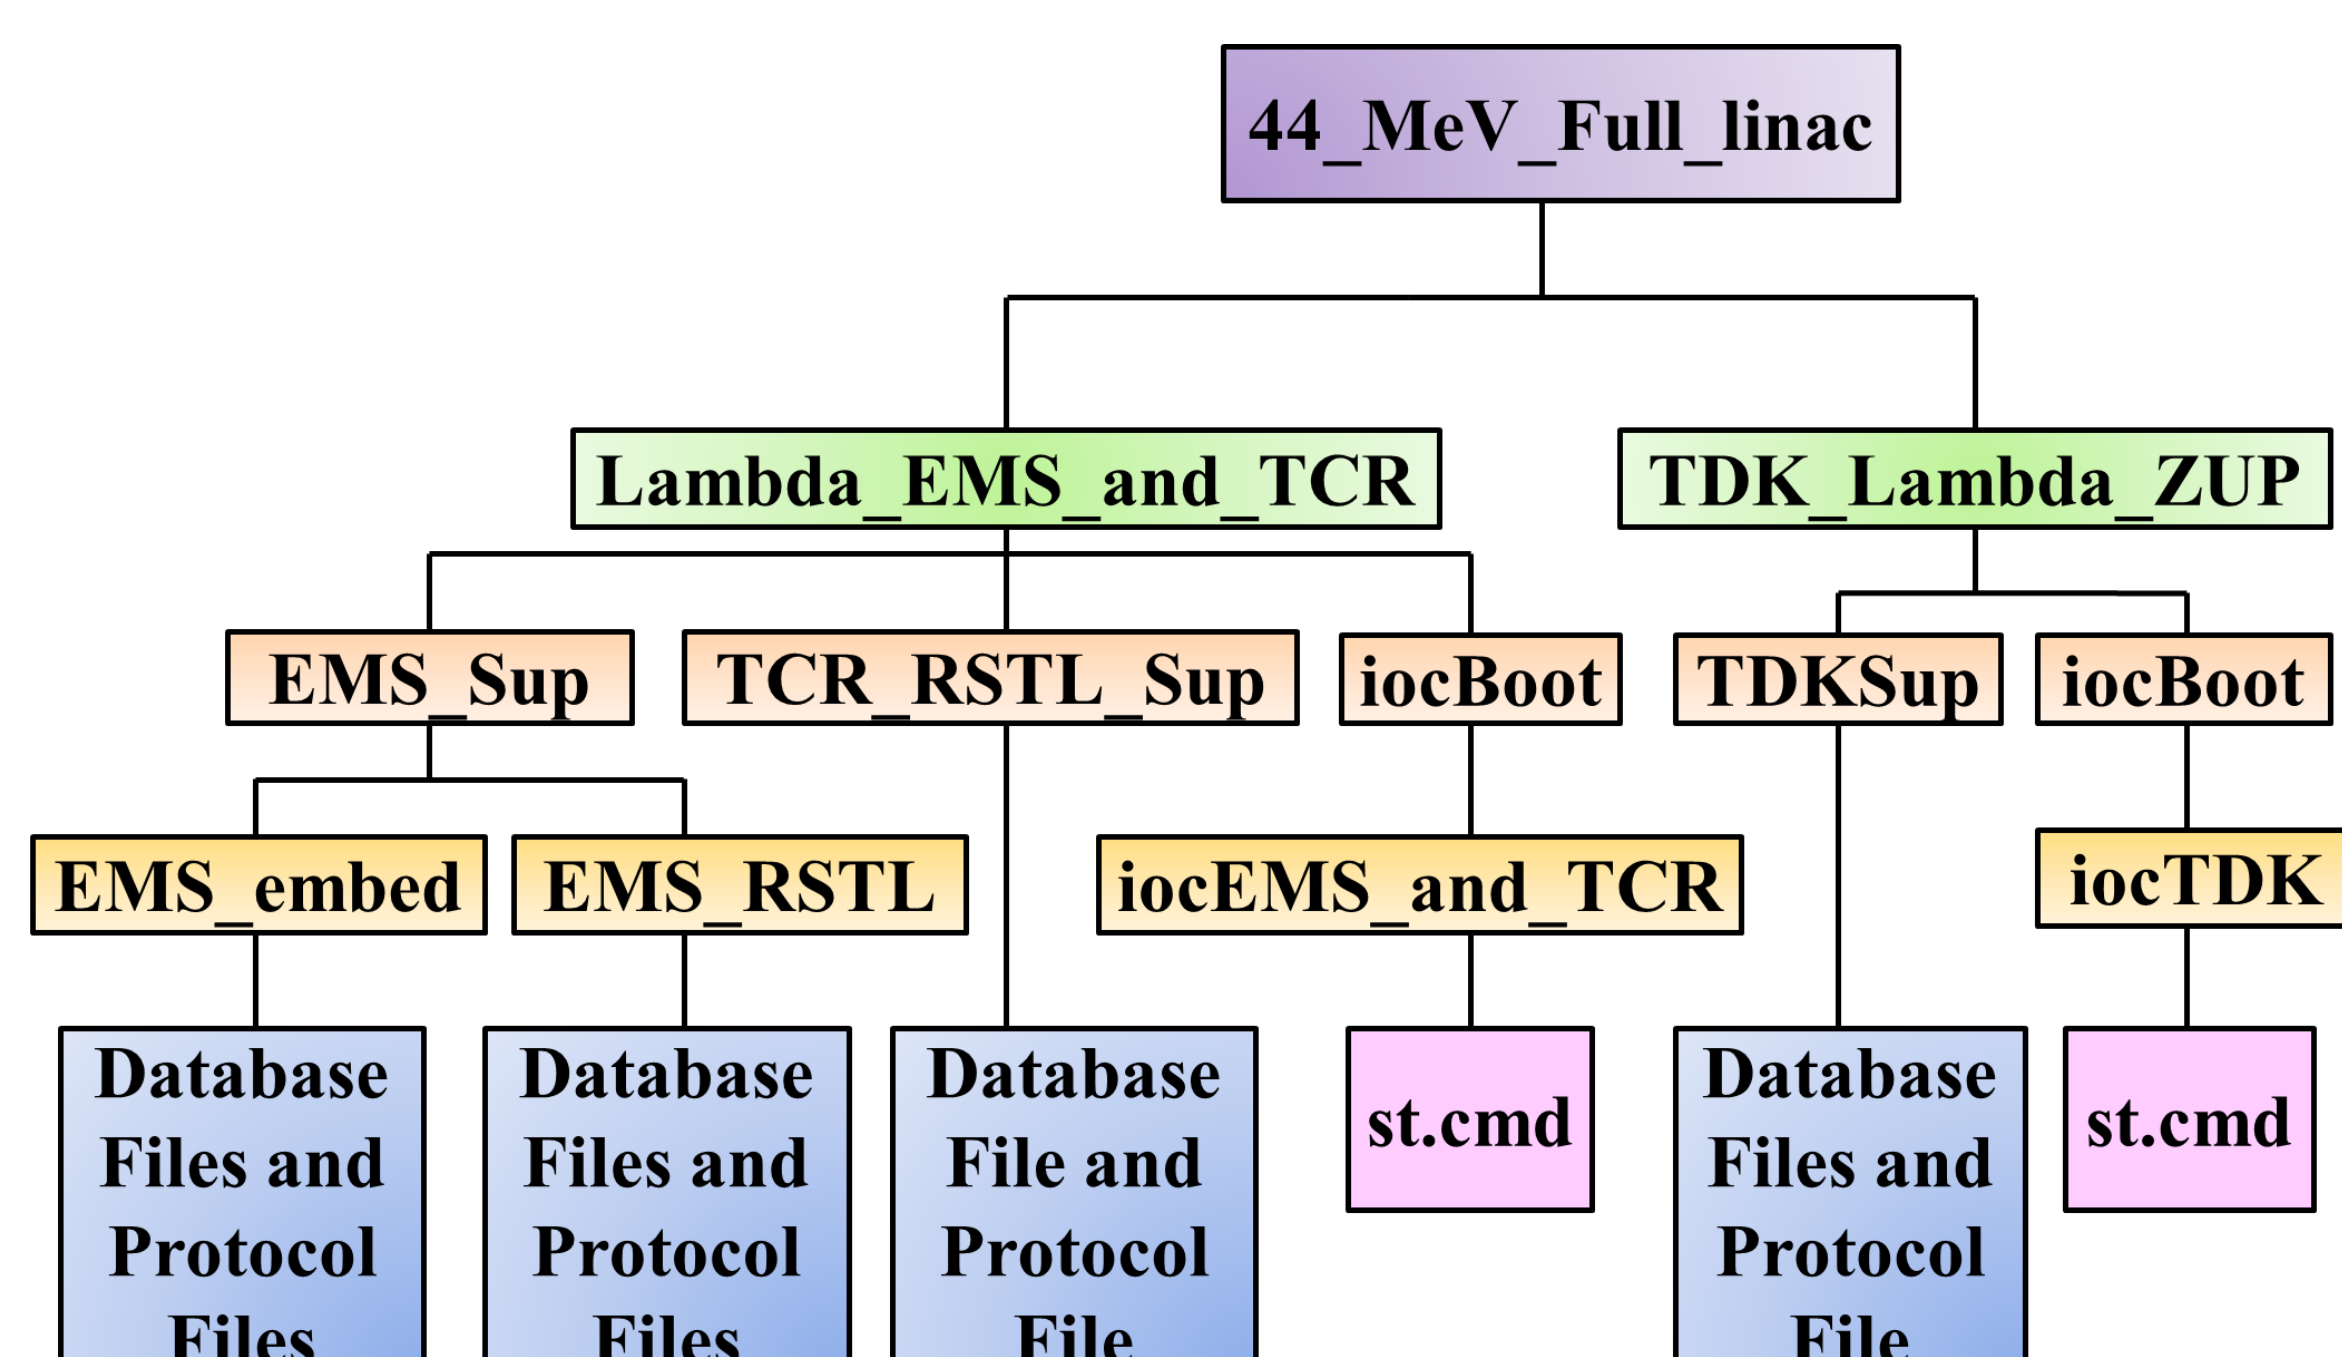 44_MeV_Full_linac
Lambda_EMS_and_TCR
TDK_Lambda_ZUP
EMS_Sup
TCR_RSTL_Sup
iocBoot
TDKSup
iocBoot
EMS_embed
EMS_RSTL
iocEMS_and_TCR
iocTDK
Database
Files and
Protocol
Files
Database
Files and
Protocol
Files
Database
File and
Protocol
File
st.cmd
Database
Files and
Protocol
File
st.cmd